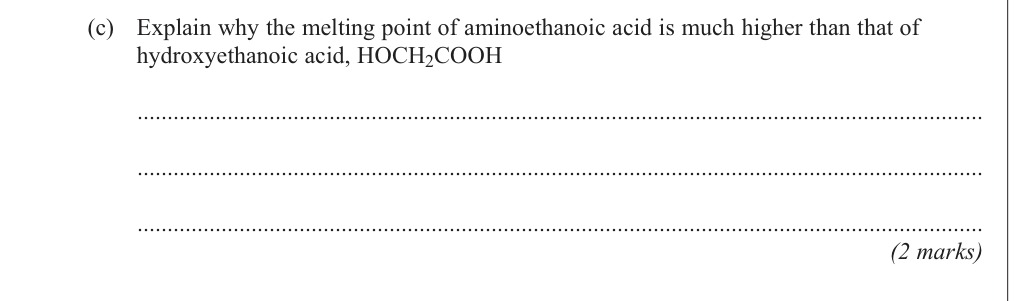 (c) Explain why the melting point of aminoethanoic acid is much higher than that of
hydroxyethanoic acid, HOCH₂COOH
....................................................................................................
....................................................................................................
....................................................................................................
(2 marks)